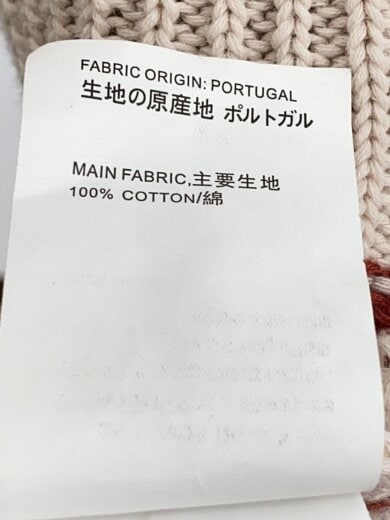 FABRIC ORIGIN: PORTUGAL
生地の原産地 ポルトガル
MAIN FABRIC,主要生地
100% COTTON/綿